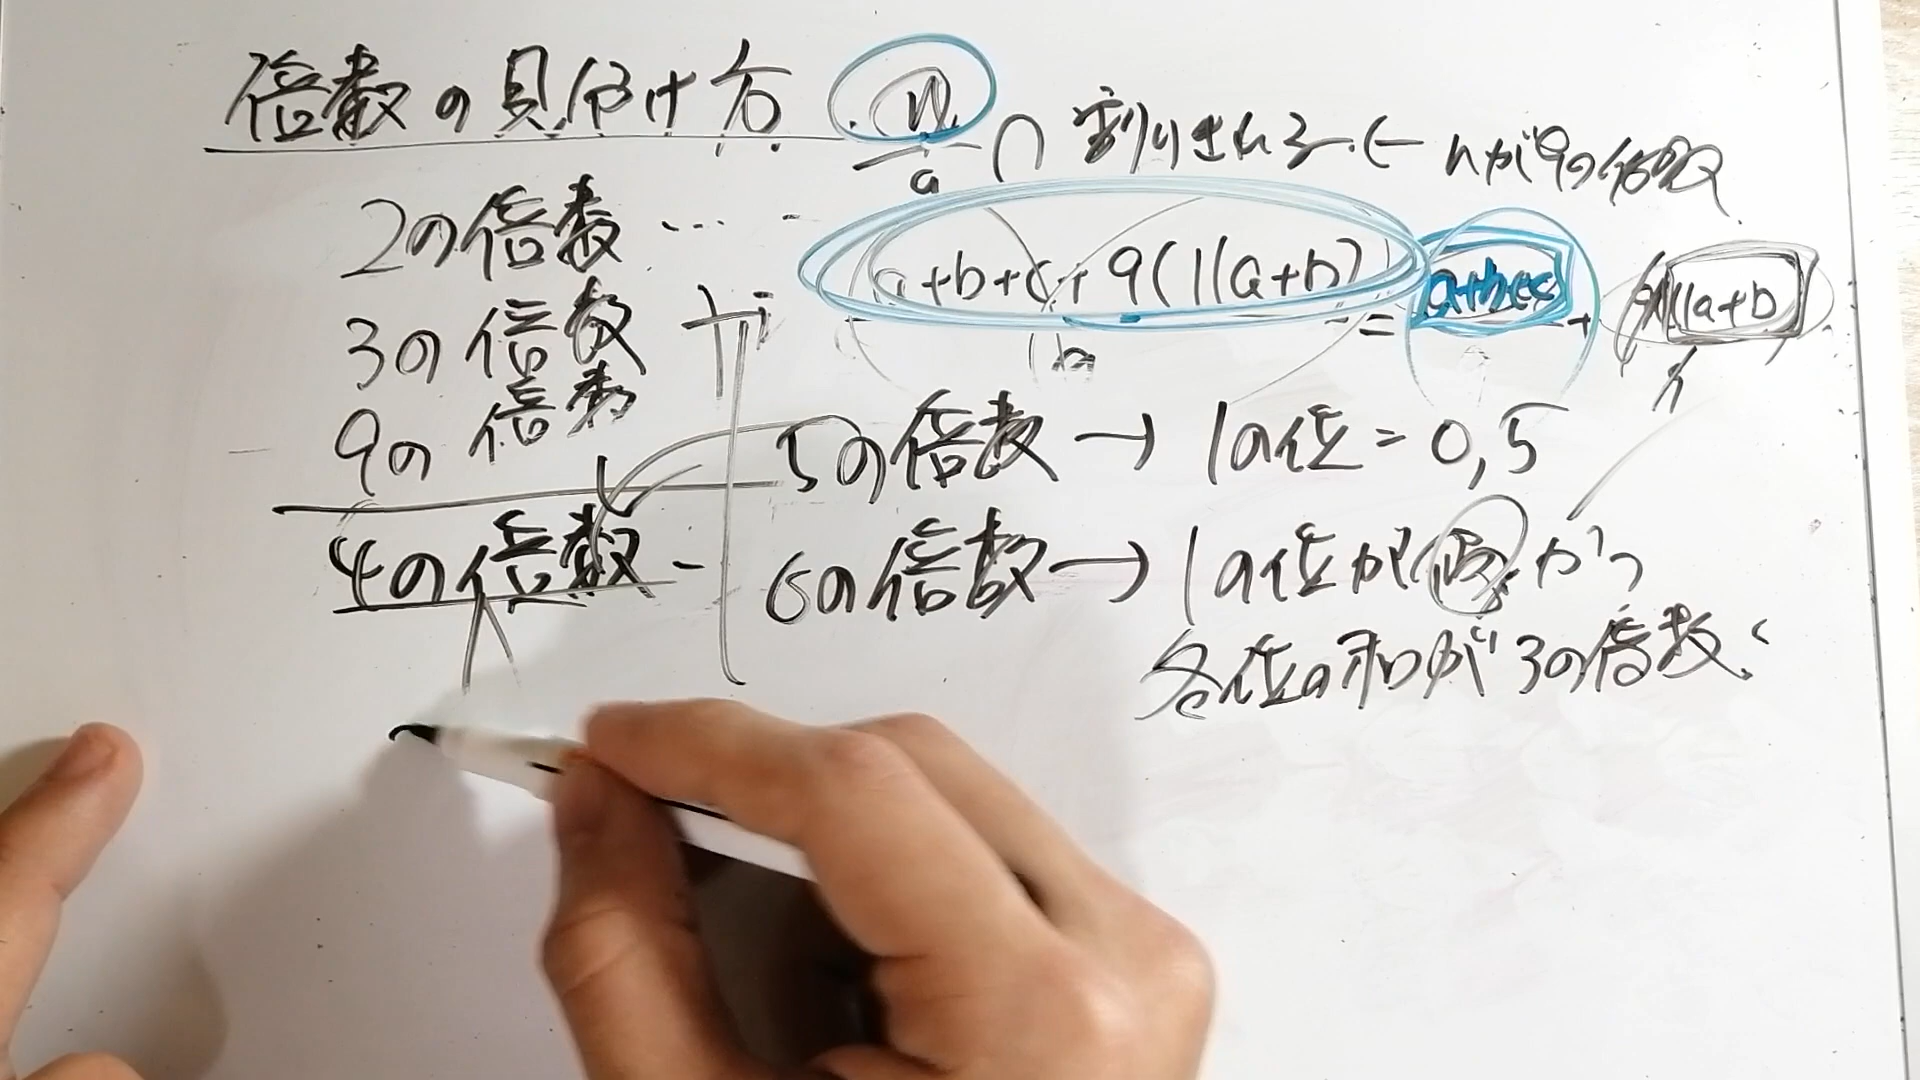 倍数の見分け方
n/a 割りきれる ← nが9の倍数
2の倍数 …
a+b+c+9(11a+b) = a+b+c + 11a+b
3の倍数
9の倍数
5の倍数 → 1の位=0,5
4の倍数 -
6の倍数 → 1の位が かつ
各位の和が3の倍数